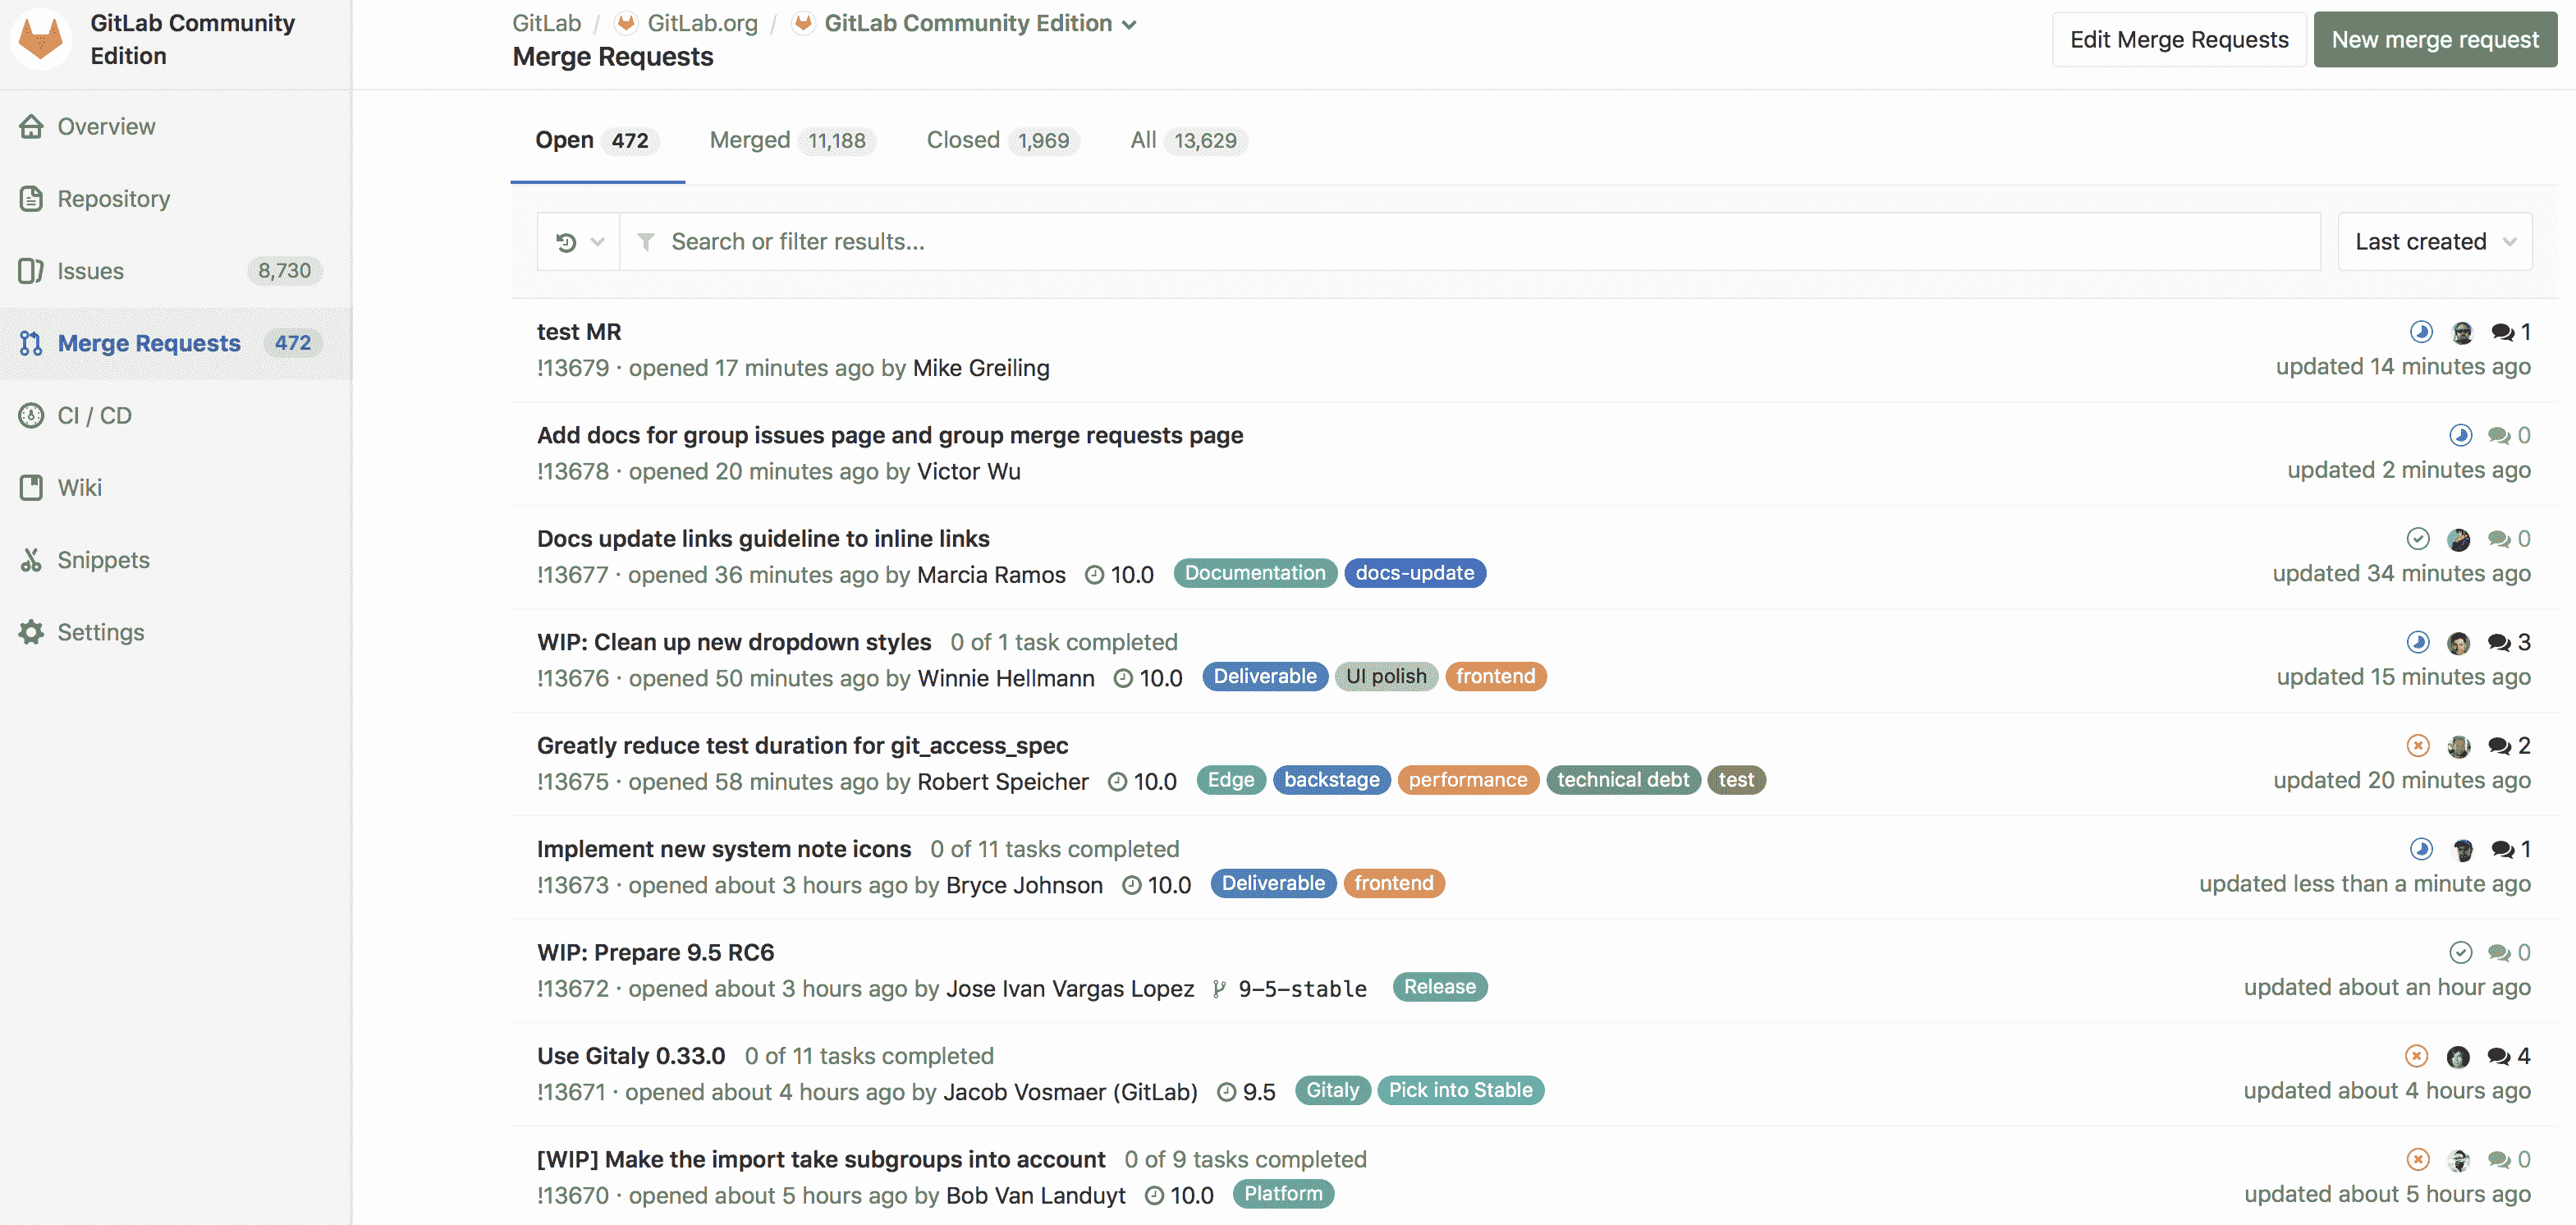 GitLab Community
Edition
GitLab / GitLab.org / GitLab Community Edition
Merge Requests
Edit Merge Requests
New merge request
Overview
Repository
Issues 8,730
Merge Requests 472
CI / CD
Wiki
Snippets
Settings
Open 472 Merged 11,188 Closed 1,969 All 13,629
Search or filter results...
Last created
test MR 1
!13679 · opened 17 minutes ago by Mike Greiling updated 14 minutes ago
Add docs for group issues page and group merge requests page 0
!13678 · opened 20 minutes ago by Victor Wu updated 2 minutes ago
Docs update links guideline to inline links 0
!13677 · opened 36 minutes ago by Marcia Ramos 10.0 Documentation docs-update updated 34 minutes ago
WIP: Clean up new dropdown styles 0 of 1 task completed 3
!13676 · opened 50 minutes ago by Winnie Hellmann 10.0 Deliverable UI polish frontend updated 15 minutes ago
Greatly reduce test duration for git_access_spec 2
!13675 · opened 58 minutes ago by Robert Speicher 10.0 Edge backstage performance technical debt test updated 20 minutes ago
Implement new system note icons 0 of 11 tasks completed 1
!13673 · opened about 3 hours ago by Bryce Johnson 10.0 Deliverable frontend updated less than a minute ago
WIP: Prepare 9.5 RC6 0
!13672 · opened about 3 hours ago by Jose Ivan Vargas Lopez 9-5-stable Release updated about an hour ago
Use Gitaly 0.33.0 0 of 11 tasks completed 4
!13671 · opened about 4 hours ago by Jacob Vosmaer (GitLab) 9.5 Gitaly Pick into Stable updated about 4 hours ago
[WIP] Make the import take subgroups into account 0 of 9 tasks completed 0
!13670 · opened about 5 hours ago by Bob Van Landuyt 10.0 Platform updated about 5 hours ago